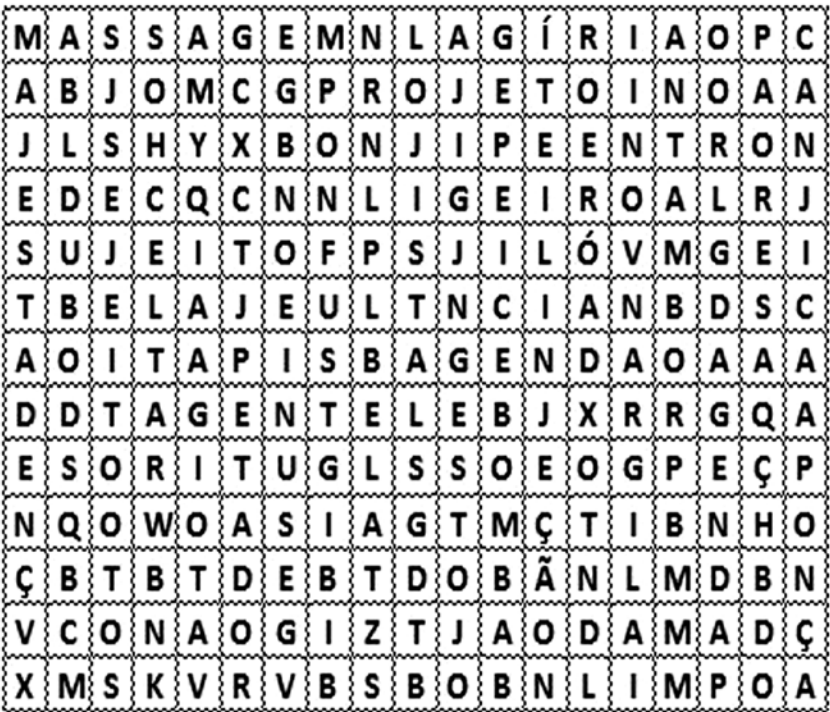 M A S S A G E M N L A G Í R I A O P C
A B J O M C G P R O J E T O I N O A A
J L S H Y X B O N J I P E E N T R O N
E D E C Q C N N L I G E I R O A L R J
S U J E I T O F P S J I L Ó V M G E I
T B E L A J E U L T N C I A N B D S C
A O I T A P I S B A G E N D A O A A A
D D T A G E N T E L E B J X R R G Q A
E S O R I T U G L S S O E O G P E Ç P
N Q O W O A S I A G T M Ç T I B N H O
Ç B T B T D E B T D O B Ã N L M D B N
V C O N A O G I Z T J A O D A M A D Ç
X M S K V R V B S B O B N L I M P O A